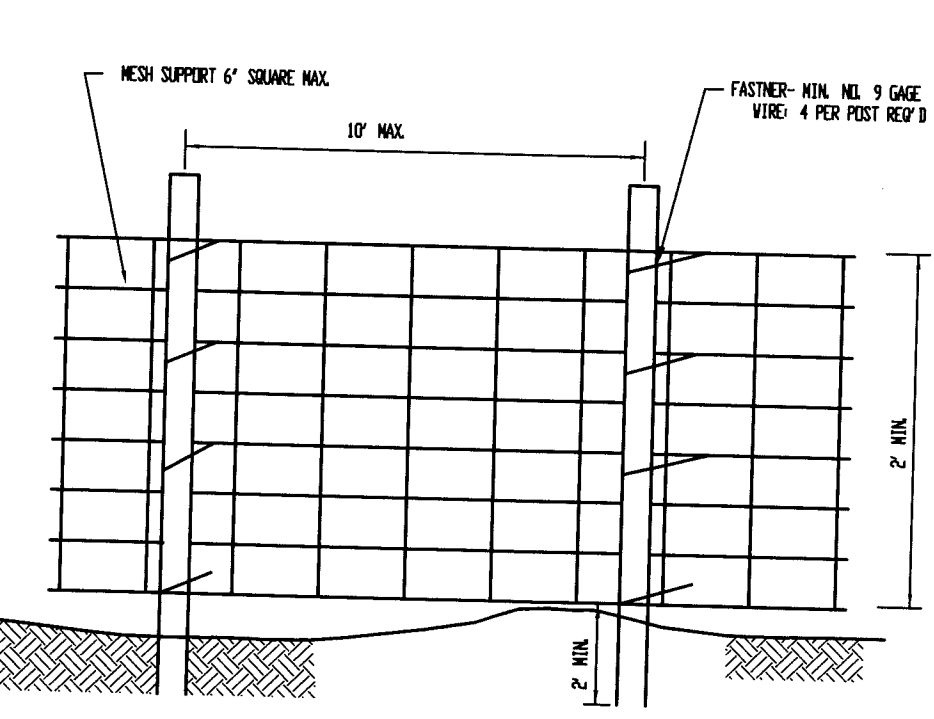 MESH SUPPORT 6" SQUARE MAX.
FASTNER- MIN. NO. 9 GAGE
WIRE: 4 PER POST REQ'D
10' MAX.
2' MIN.
2' MIN.